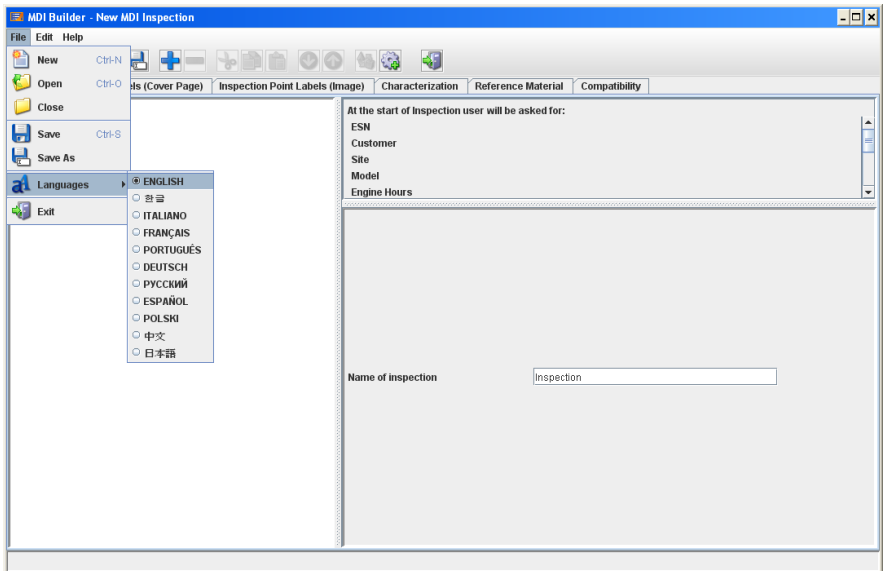 MDI Builder - New MDI Inspection
File Edit Help
New Ctrl-N
Open Ctrl-O
Close
Save Ctrl-S
Save As
Languages
Exit
ENGLISH
한글
ITALIANO
FRANÇAIS
PORTUGUÉS
DEUTSCH
РУССКИЙ
ESPAÑOL
POLSKI
中文
日本語
(Cover Page) Inspection Point Labels (Image) Characterization Reference Material Compatibility
At the start of Inspection user will be asked for:
ESN
Customer
Site
Model
Engine Hours
Name of inspection Inspection